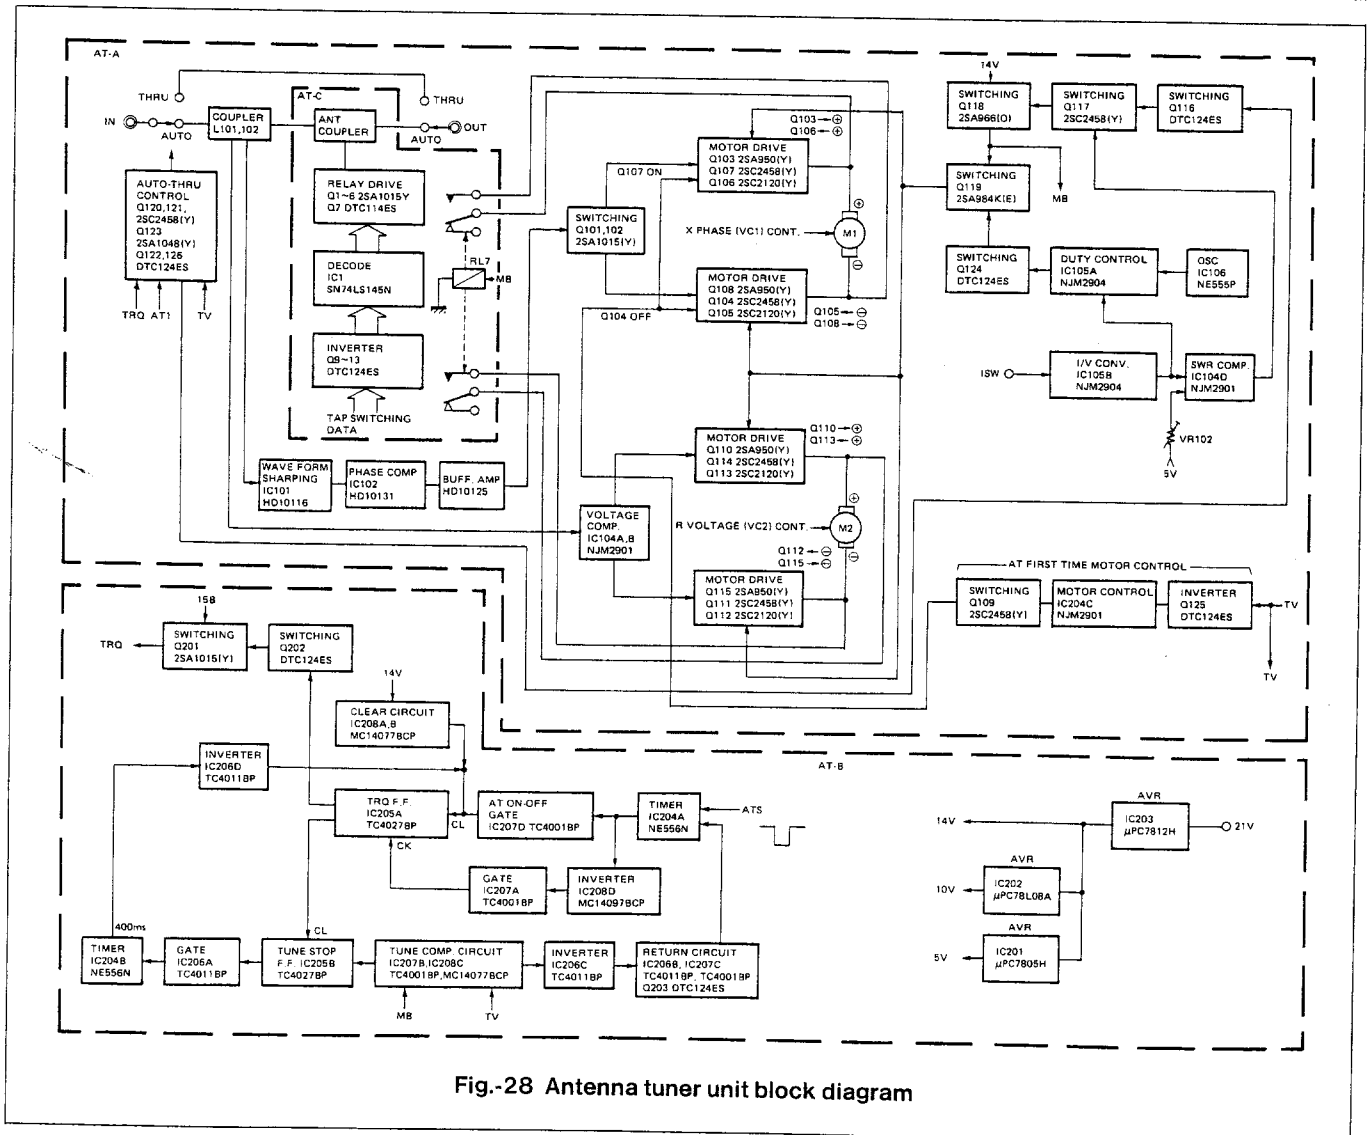 AT-A
THRU
THRU
AT-C
IN
AUTO
COUPLER
L101,102
ANT
COUPLER
OUT
AUTO
AUTO-THRU
CONTROL
Q120,121,
2SC2458(Y)
Q123
2SA1048(Y)
Q122,126
DTC124ES
TRQ AT1 TV
RELAY DRIVE
Q1~6 2SA1015Y
Q7 DTC114ES
DECODE
IC1
SN74LS145N
INVERTER
Q9~13
DTC124ES
TAP SWITCHING
DATA
RL7
MB
WAVE FORM
SHARPING
IC101
HD10116
PHASE COMP
IC102
HD10131
BUFF. AMP
HD10125
Q107 ON
SWITCHING
Q101,102
2SA1015(Y)
Q104 OFF
Q103→⊕
Q106→⊕
MOTOR DRIVE
Q103 2SA950(Y)
Q107 2SC2458(Y)
Q106 2SC2120(Y)
X PHASE (VC1) CONT.
⊕
M1
⊖
MOTOR DRIVE
Q108 2SA950(Y)
Q104 2SC2458(Y)
Q105 2SC2120(Y)
Q105→⊖
Q108→⊖
Q110→⊕
Q113→⊕
MOTOR DRIVE
Q110 2SA950(Y)
Q114 2SC2458(Y)
Q113 2SC2120(Y)
VOLTAGE
COMP.
IC104A,B
NJM2901
R VOLTAGE (VC2) CONT.
⊕
M2
⊖
Q112→⊖
Q115→⊖
MOTOR DRIVE
Q115 2SA950(Y)
Q111 2SC2458(Y)
Q112 2SC2120(Y)
14V
SWITCHING
Q118
2SA966(O)
SWITCHING
Q117
2SC2458(Y)
SWITCHING
Q116
DTC124ES
SWITCHING
Q119
2SA984K(E)
MB
SWITCHING
Q124
DTC124ES
DUTY CONTROL
IC105A
NJM2904
OSC
IC106
NE555P
ISW
I/V CONV.
IC105B
NJM2904
SWR COMP.
IC104D
NJM2901
VR102
5V
AT FIRST TIME MOTOR CONTROL
SWITCHING
Q109
2SC2458(Y)
MOTOR CONTROL
IC204C
NJM2901
INVERTER
Q125
DTC124ES
TV
TV
15B
TRQ
SWITCHING
Q201
2SA1015(Y)
SWITCHING
Q202
DTC124ES
14V
CLEAR CIRCUIT
IC208A,B
MC14077BCP
INVERTER
IC206D
TC4011BP
AT-B
TRQ F.F.
IC205A
TC4027BP
CL
CK
AT ON-OFF
GATE
IC207D TC4001BP
TIMER
IC204A
NE556N
ATS
GATE
IC207A
TC4001BP
INVERTER
IC208D
MC14097BCP
400ms
TIMER
IC204B
NE556N
GATE
IC206A
TC4011BP
CL
TUNE STOP
F.F. IC205B
TC4027BP
TUNE COMP. CIRCUIT
IC207B,IC208C
TC4001BP,MC14077BCP
MB TV
INVERTER
IC206C
TC4011BP
RETURN CIRCUIT
IC206B, IC207C
TC4011BP, TC4001BP
Q203 DTC124ES
AVR
14V
IC203
μPC7812H
21V
AVR
10V
IC202
μPC78L08A
AVR
5V
IC201
μPC7805H
Fig.-28 Antenna tuner unit block diagram